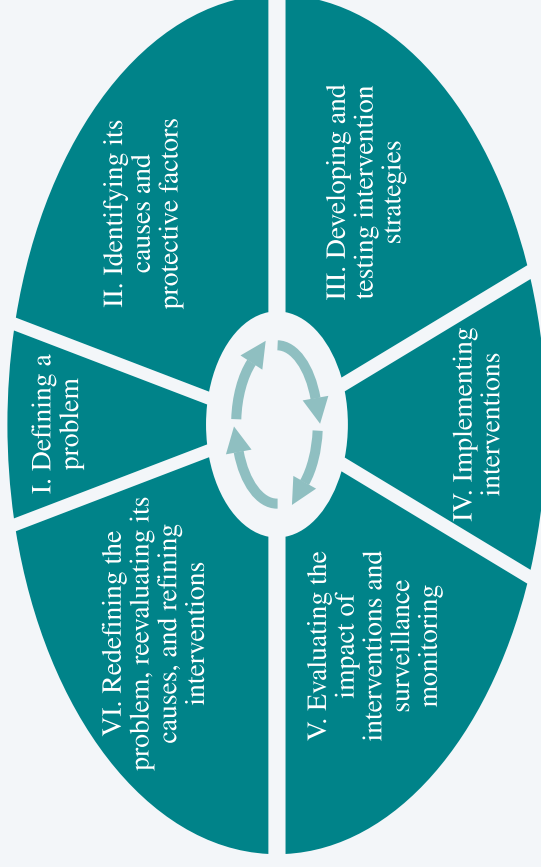 I. Defining a
problem
II. Identifying its
causes and
protective factors
III. Developing and
testing intervention
strategies
IV. Implementing
interventions
V. Evaluating the
impact of
interventions and
surveillance
monitoring
VI. Redefining the
problem, reevaluating its
causes, and refining
interventions